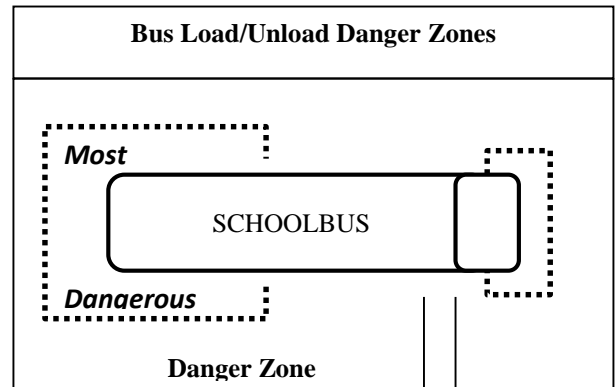 Bus Load/Unload Danger Zones
Most
SCHOOLBUS
Dangerous
Danger Zone